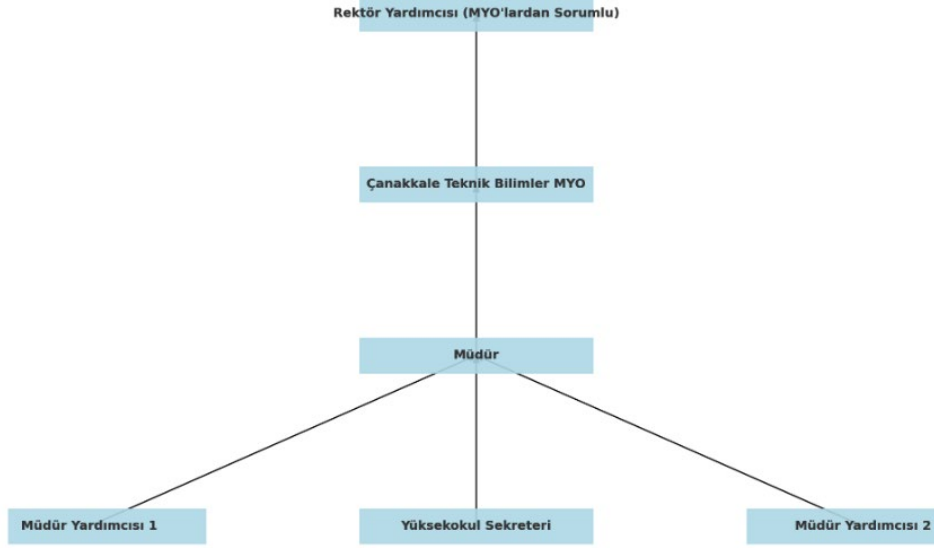 Rektör Yardımcısı (MYO'lardan Sorumlu)
Çanakkale Teknik Bilimler MYO
Müdür
Müdür Yardımcısı 1
Yüksekokul Sekreteri
Müdür Yardımcısı 2